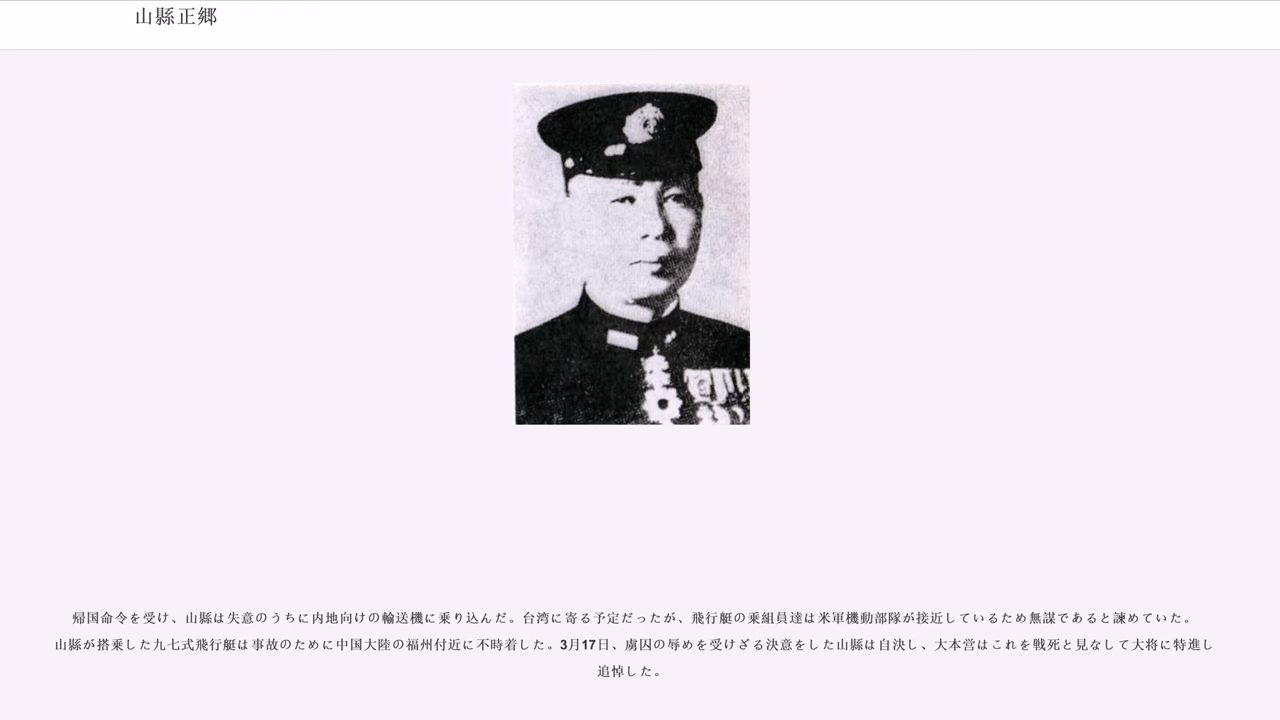 山縣正郷
帰国命令を受け、山縣は失意のうちに内地向けの輸送機に乗り込んだ。台湾に寄る予定だったが、飛行艇の乗組員達は米軍機動部隊が接近しているため無謀であると諫めていた。
山縣が搭乗した九七式飛行艇は事故のために中国大陸の福州付近に不時着した。3月17日、虜囚の辱めを受けざる決意をした山縣は自決し、大本営はこれを戦死と見なして大将に特進し
追悼した。